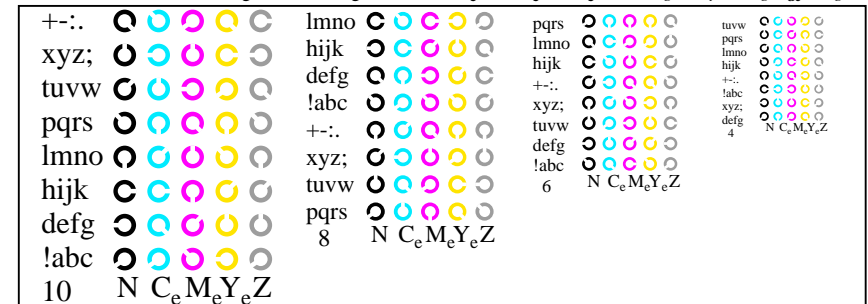 +-:.
xyz;
tuvw
pqrs
lmno
hijk
defg
!abc
10 N CeMeYeZ
lmno
hijk
defg
!abc
+-:.
xyz;
tuvw
pqrs
8 N CeMeYeZ
pqrs
lmno
hijk
+-:.
xyz;
tuvw
defg
!abc
6 N CeMeYeZ
tuvw
pqrs
lmno
hijk
+-:.
!abc
xyz;
defg
4 N CeMeYeZ